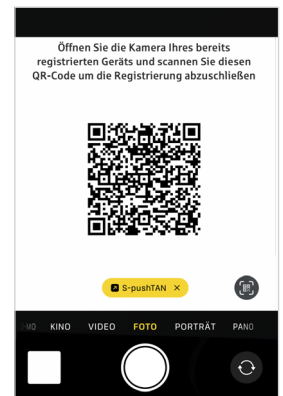 Öffnen Sie die Kamera Ihres bereits
registrierten Geräts und scannen Sie diesen
QR-Code um die Registrierung abzuschließen
S-pushTAN ×
KINO VIDEO FOTO PORTRÄT PANO